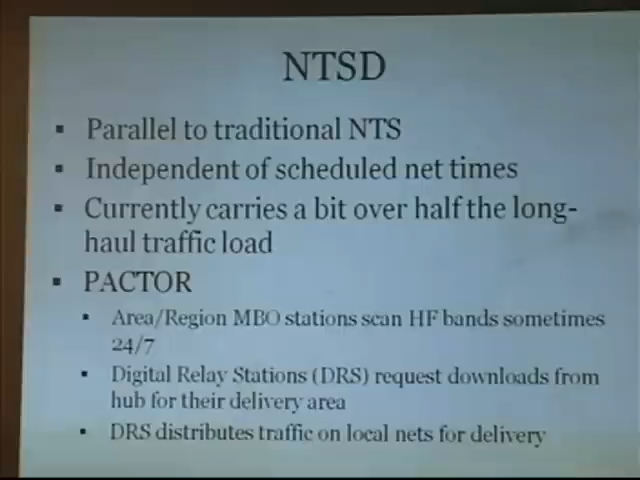 NTSD
▪ Parallel to traditional NTS
▪ Independent of scheduled net times
▪ Currently carries a bit over half the long-
haul traffic load
▪ PACTOR
▪ Area/Region MBO stations scan HF bands sometimes
24/7
▪ Digital Relay Stations (DRS) request downloads from
hub for their delivery area
▪ DRS distributes traffic on local nets for delivery